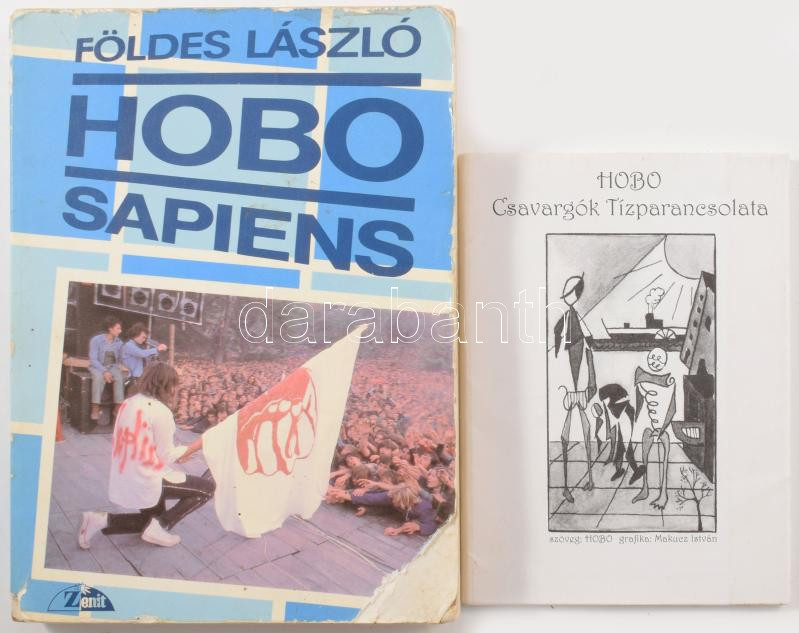 FÖLDES LÁSZLÓ
HOBO
SAPIENS
Zenit
HOBO
Csavargók Tízparancsolata
szöveg: HOBO grafika: Makucz István
darabanth